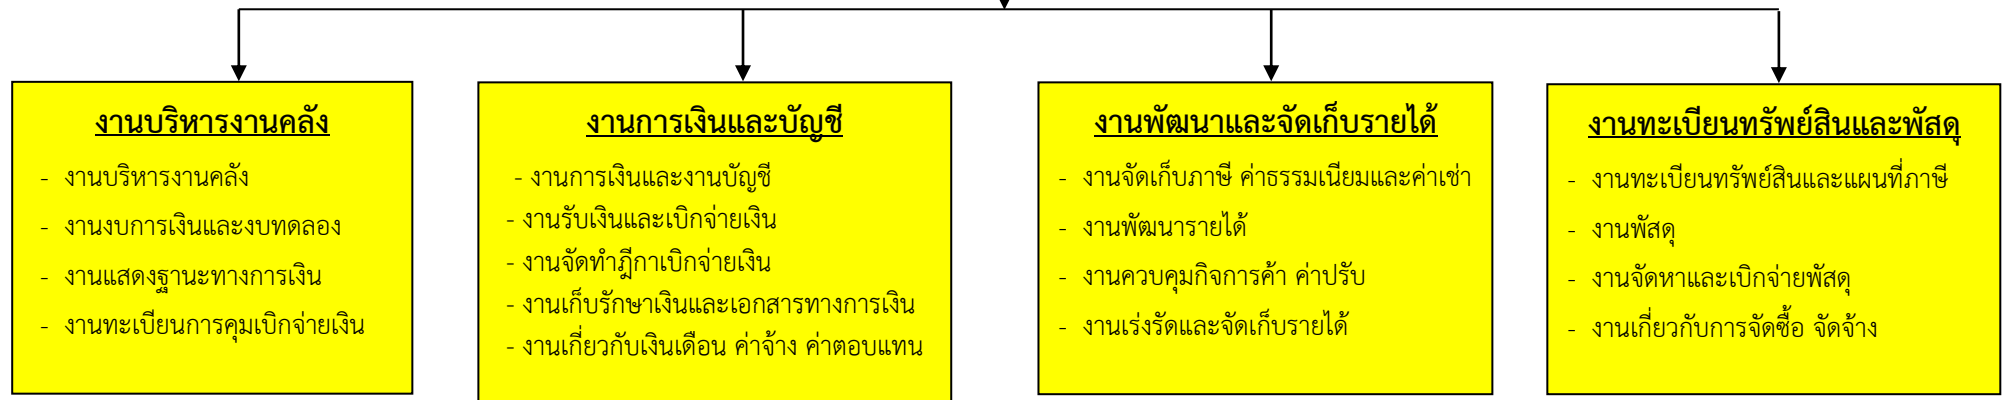 งานบริหารงานคลัง
- งานบริหารงานคลัง
- งานงบการเงินและงบทดลอง
- งานแสดงฐานะทางการเงิน
- งานทะเบียนการคุมเบิกจ่ายเงิน
งานการเงินและบัญชี
- งานการเงินและงานบัญชี
- งานรับเงินและเบิกจ่ายเงิน
- งานจัดทำฎีกาเบิกจ่ายเงิน
- งานเก็บรักษาเงินและเอกสารทางการเงิน
- งานเกี่ยวกับเงินเดือน ค่าจ้าง ค่าตอบแทน
งานพัฒนาและจัดเก็บรายได้
- งานจัดเก็บภาษี ค่าธรรมเนียมและค่าเช่า
- งานพัฒนารายได้
- งานควบคุมกิจการค้า ค่าปรับ
- งานเร่งรัดและจัดเก็บรายได้
งานทะเบียนทรัพย์สินและพัสดุ
- งานทะเบียนทรัพย์สินและแผนที่ภาษี
- งานพัสดุ
- งานจัดหาและเบิกจ่ายพัสดุ
- งานเกี่ยวกับการจัดซื้อ จัดจ้าง